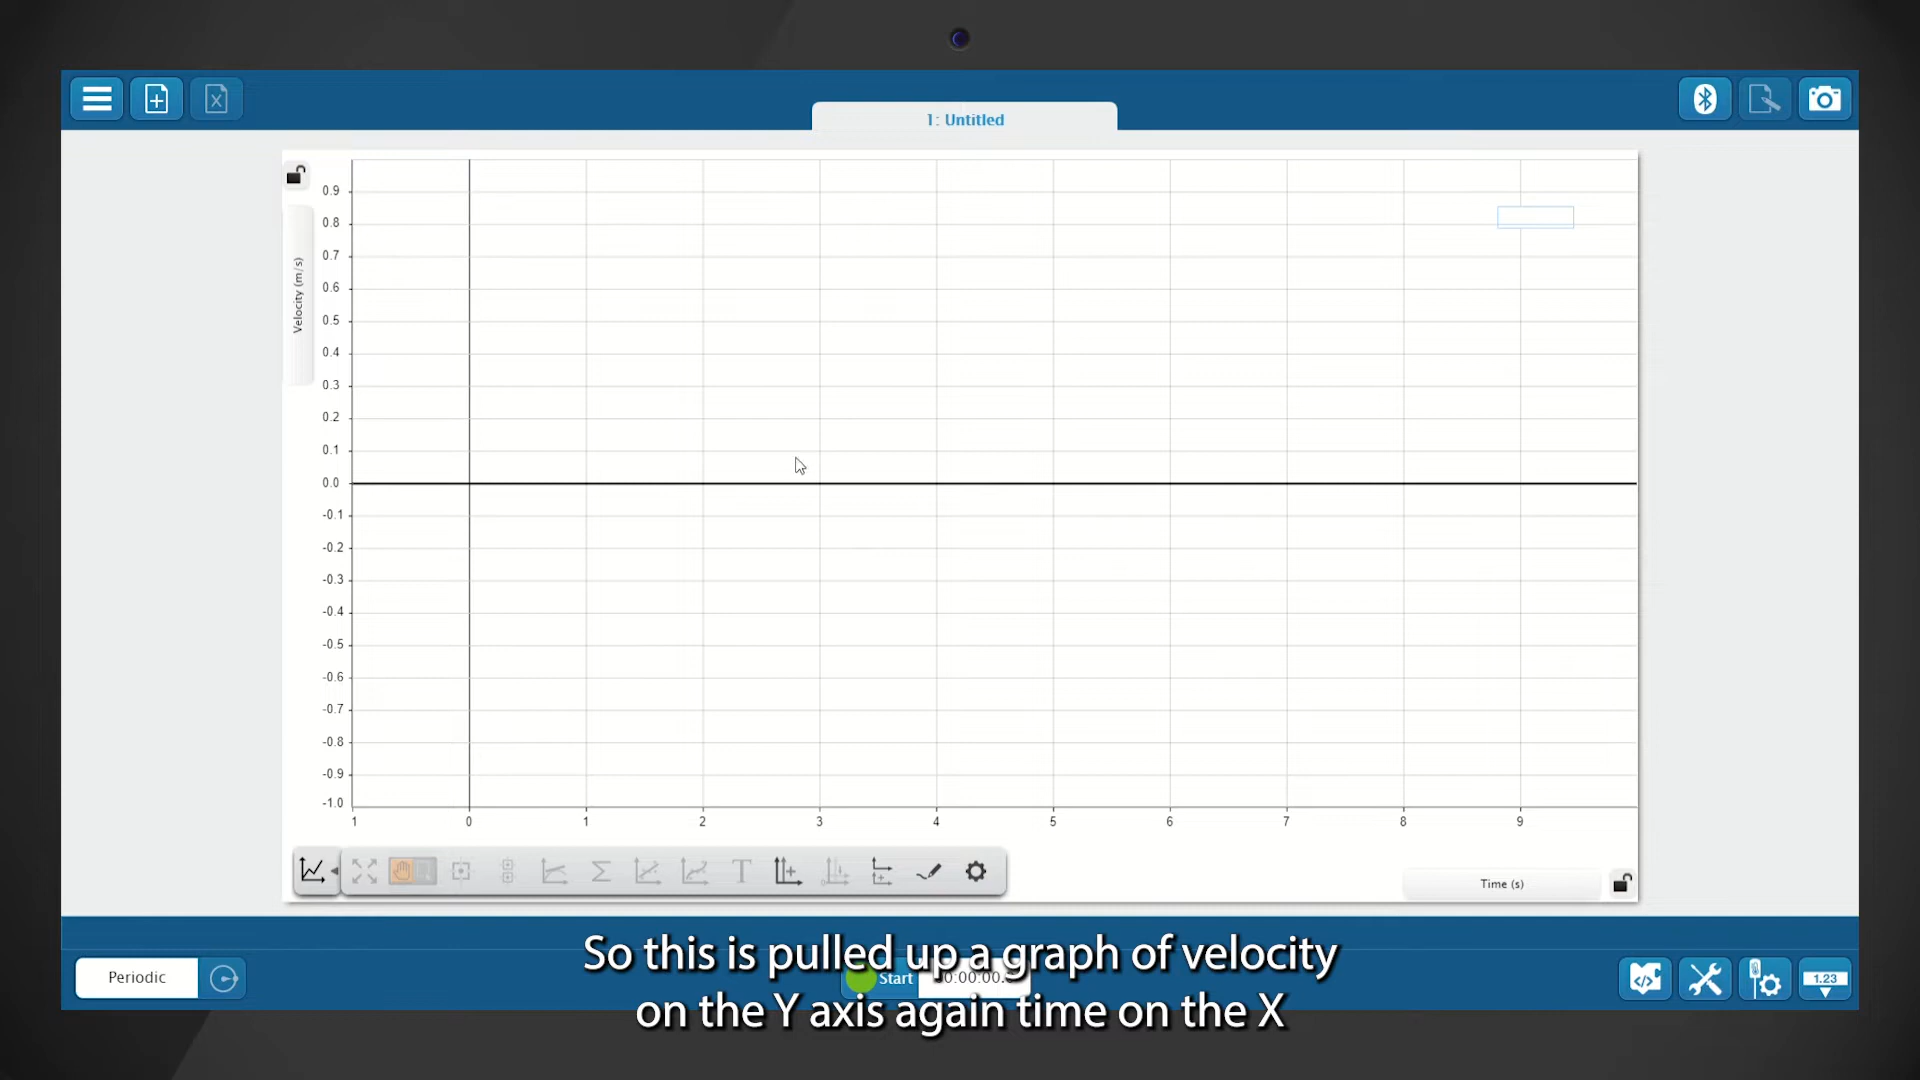 1: Untitled
Velocity (m/s)
0.9
0.8
0.7
0.6
0.5
0.4
0.3
0.2
0.1
0.0
-0.1
-0.2
-0.3
-0.4
-0.5
-0.6
-0.7
-0.8
-0.9
-1.0
1 0 1 2 3 4 5 6 7 8 9
T
Time (s)
Periodic
Start
00:00:00.
1.23
So this is pulled up a graph of velocity
on the Y axis again time on the X